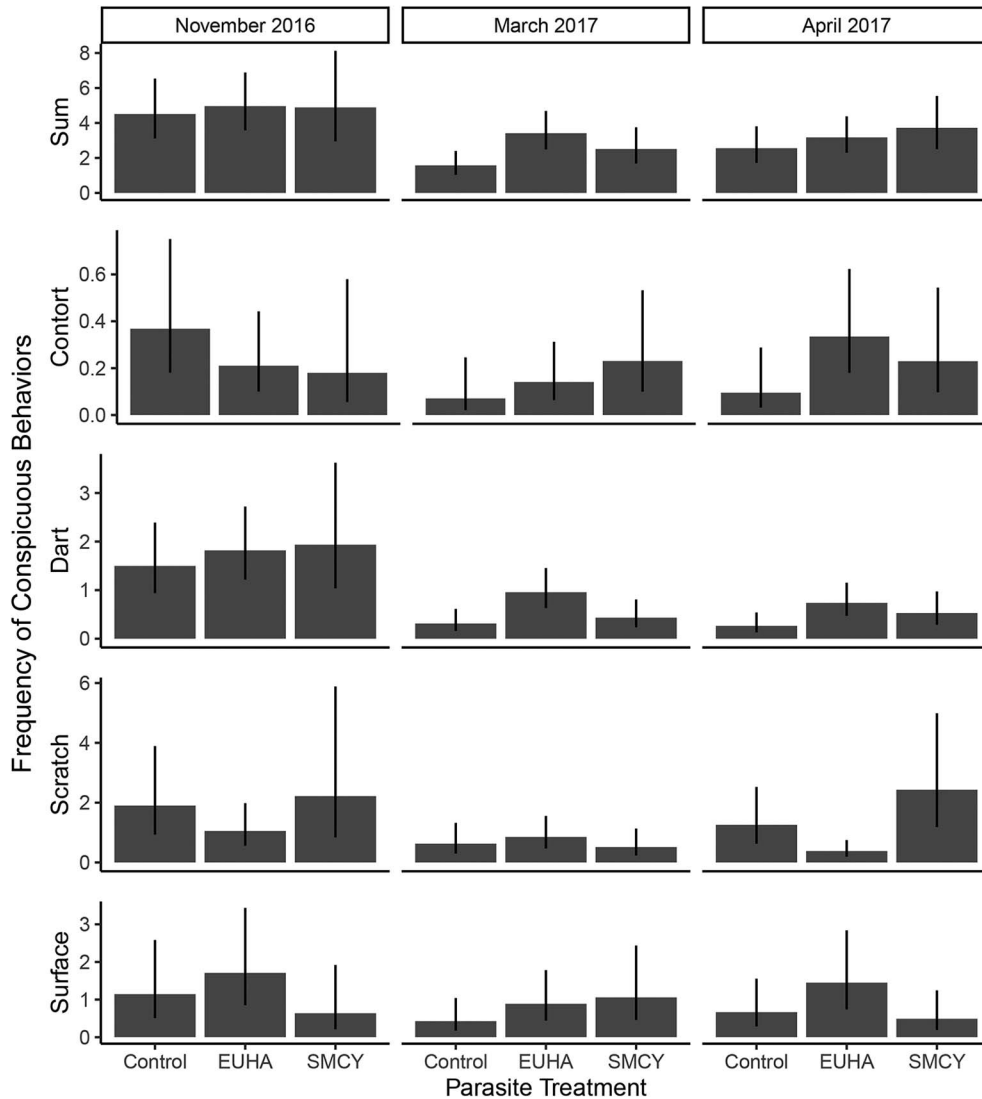 November 2016 March 2017 April 2017
Frequency of Conspicuous Behaviors
Sum
8
6
4
2
0
Contort
0.6
0.4
0.2
0.0
Dart
3
2
1
0
Scratch
6
4
2
0
Surface
3
2
1
0
Control EUHA SMCY Control EUHA SMCY Control EUHA SMCY
Parasite Treatment